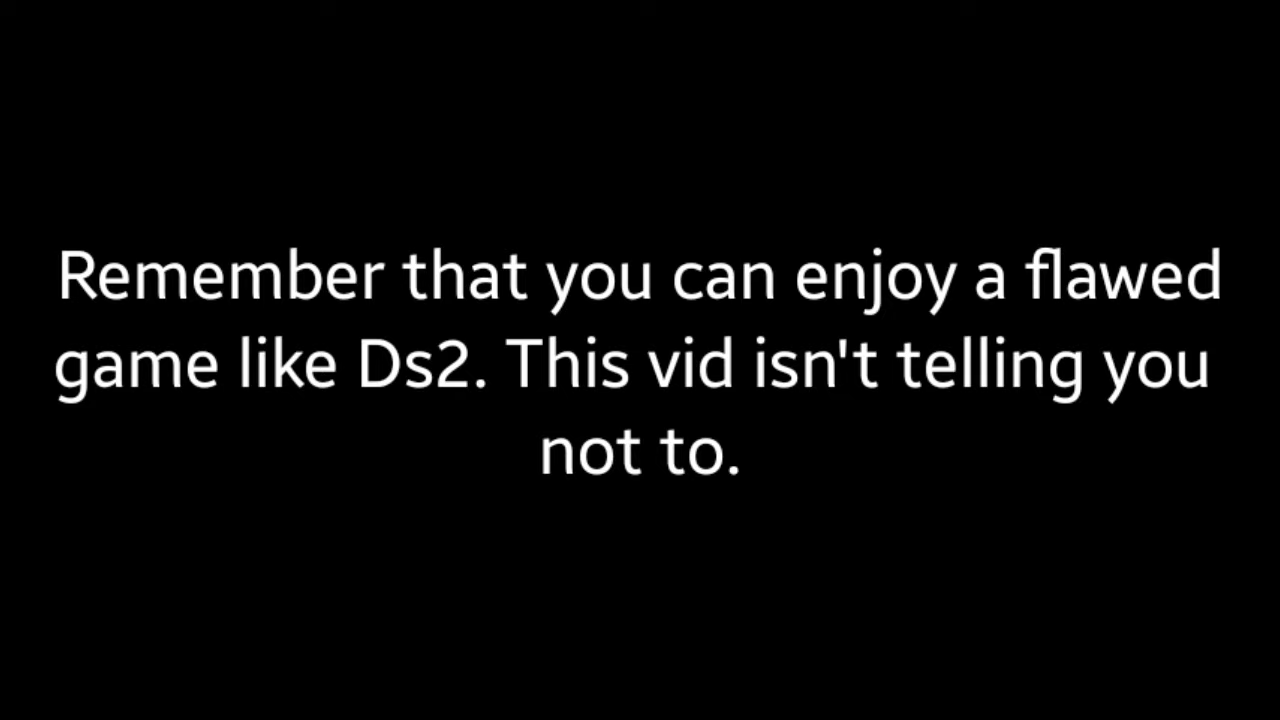 Remember that you can enjoy a flawed
game like Ds2. This vid isn't telling you
not to.